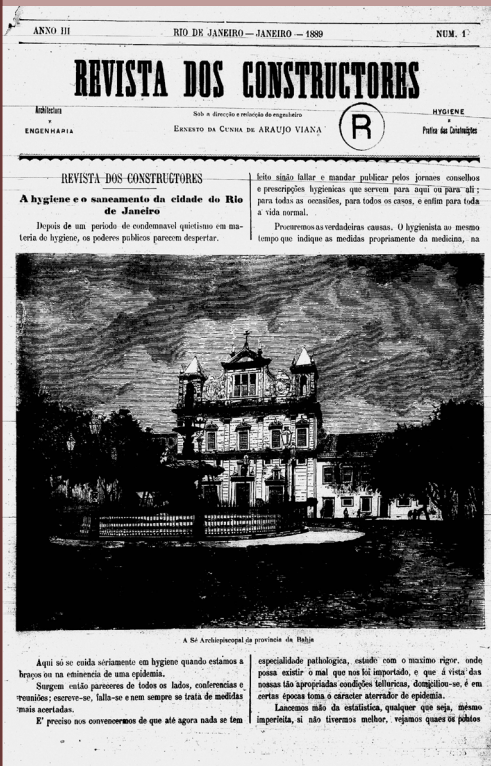 ANNO III
RIO DE JANEIRO — JANEIRO — 1889
NUM. 1
REVISTA DOS CONSTRUCTORES
Architectura
E
ENGENHARIA
Sob a direcção e redacção do engenheiro
ERNESTO DA CUNHA DE ARAUJO VIANA
R
HYGIENE
E
Pratica das Construcções
REVISTA DOS CONSTRUCTORES
A hygiene e o saneamento da cidade do Rio
de Janeiro
Depois de um periodo de condemnavel quietismo em ma-
teria de hygiene, os poderes publicos parecem despertar.
feito sinão fallar e mandar publicar pelos jornaes conselhos
e prescripções hygienicas que servem para aqui ou para alli ;
para todas as occasiões, para todos os casos, e enfim para toda
a vida normal.
Procuremos as verdadeiras causas. O hygienista ao mesmo
tempo que indique as medidas propriamente da medicina, na
A Sé Archiepiscopal da provincia da Bahia
Aqui só se cuida sériamente em hygiene quando estamos a
braços ou na eminencia de uma epidemia.
Surgem então pareceres de todos os lados, conferencias e
reuniões; escreve-se, falla-se e nem sempre se trata de medidas
mais acertadas.
E' preciso nos convencermos de que até agora nada se tem
especialidade pathologica, estude com o maximo rigor, onde
possa existir o mal que nos foi importado, e que á vista das
nossas tão apropriadas condições telluricas, domiciliou-se, e em
certas épocas toma o caracter aterrador de epidemia.
Lancemos mão da estatistica, qualquer que seja, mesmo
imperfeita, si não tivermos melhor, vejamos quaes os pontos